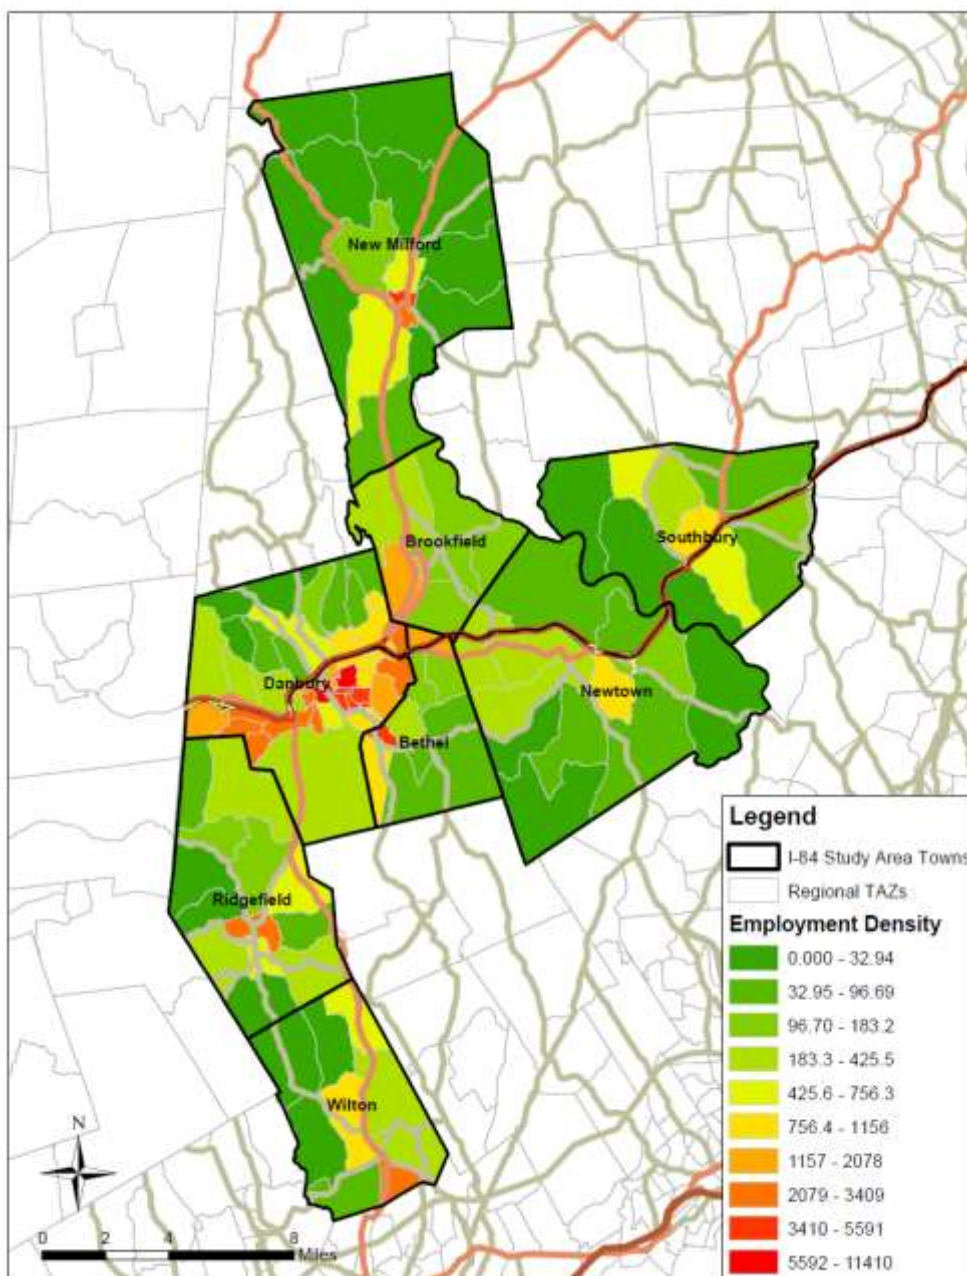 New Milford
Brookfield
Southbury
Danbury
Newtown
Bethel
Ridgefield
Wilton
N
0 2 4 8
Miles
Legend
I-84 Study Area Towns
Regional TAZs
Employment Density
0.000 - 32.94
32.95 - 96.69
96.70 - 183.2
183.3 - 425.5
425.6 - 756.3
756.4 - 1156
1157 - 2078
2079 - 3409
3410 - 5591
5592 - 11410